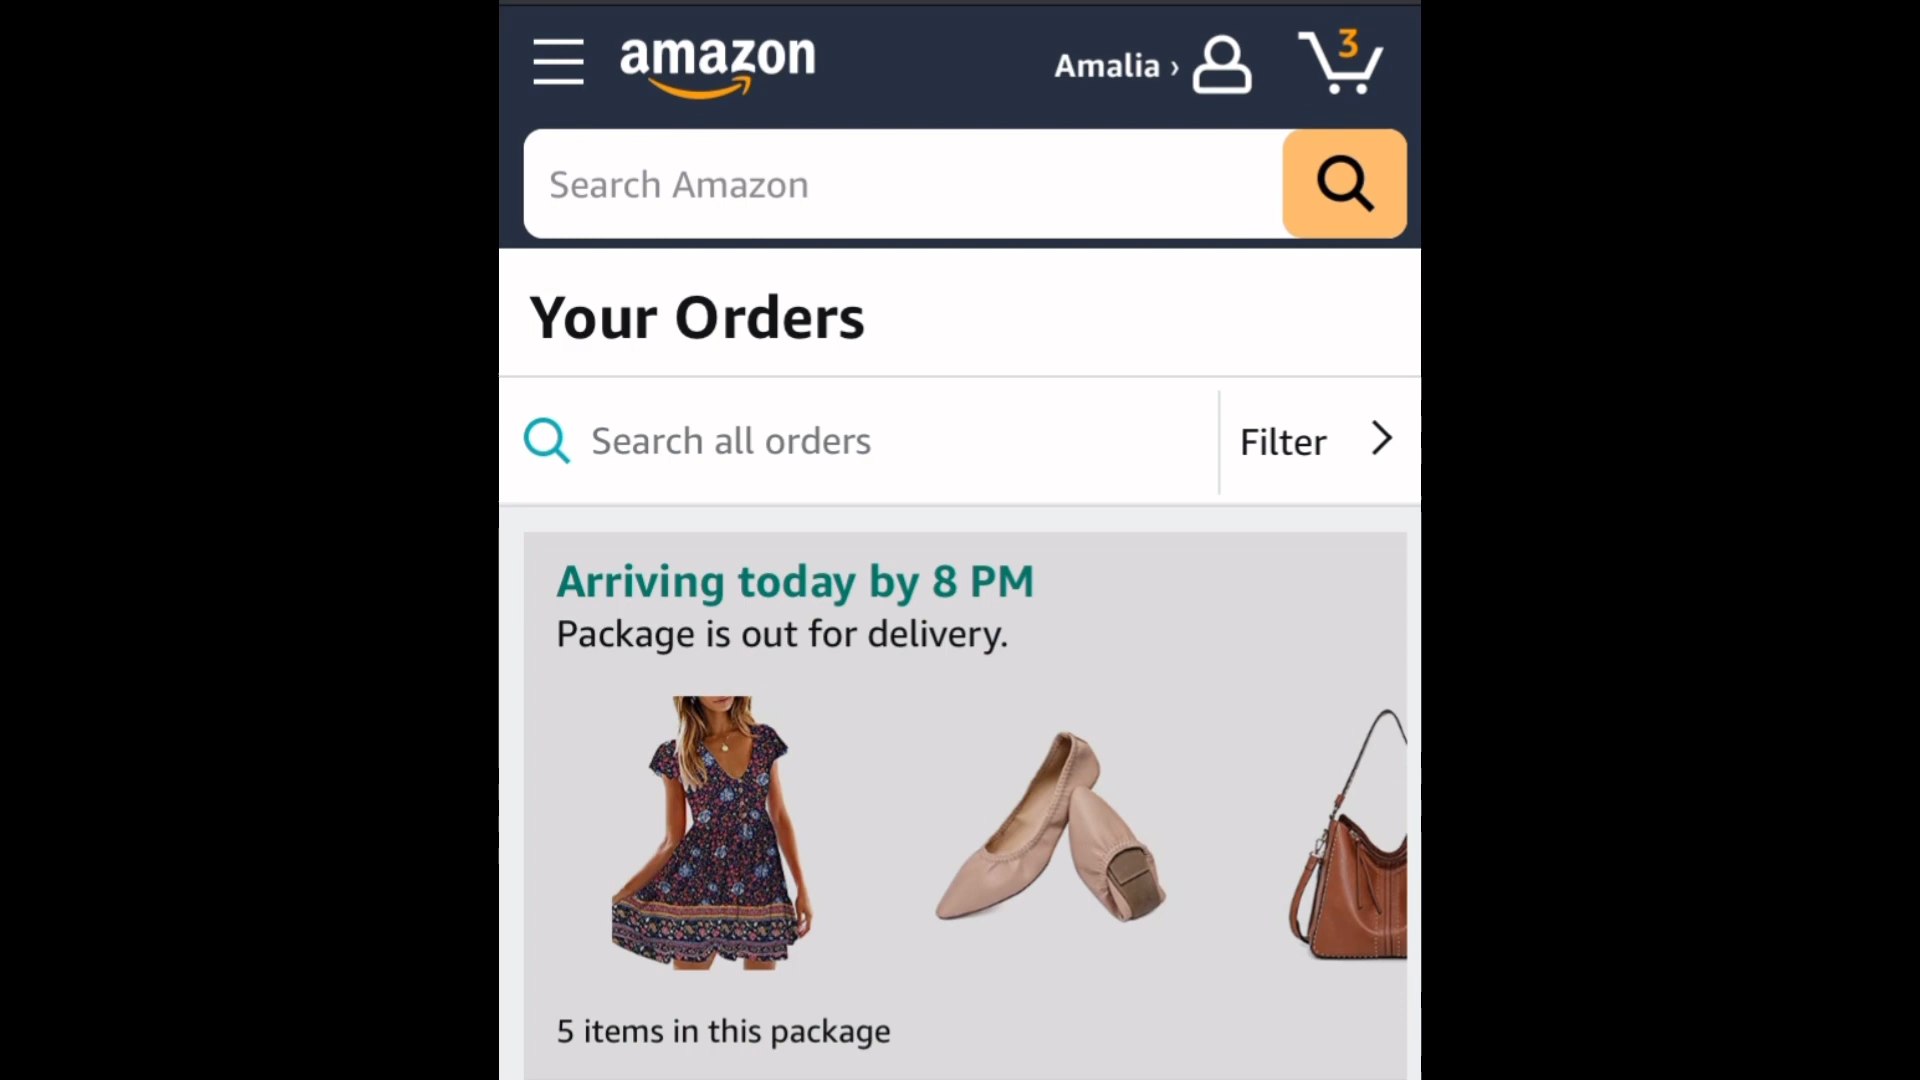 amazon
Amalia ›
3
Search Amazon
Your Orders
Search all orders
Filter
Arriving today by 8 PM
Package is out for delivery.
5 items in this package